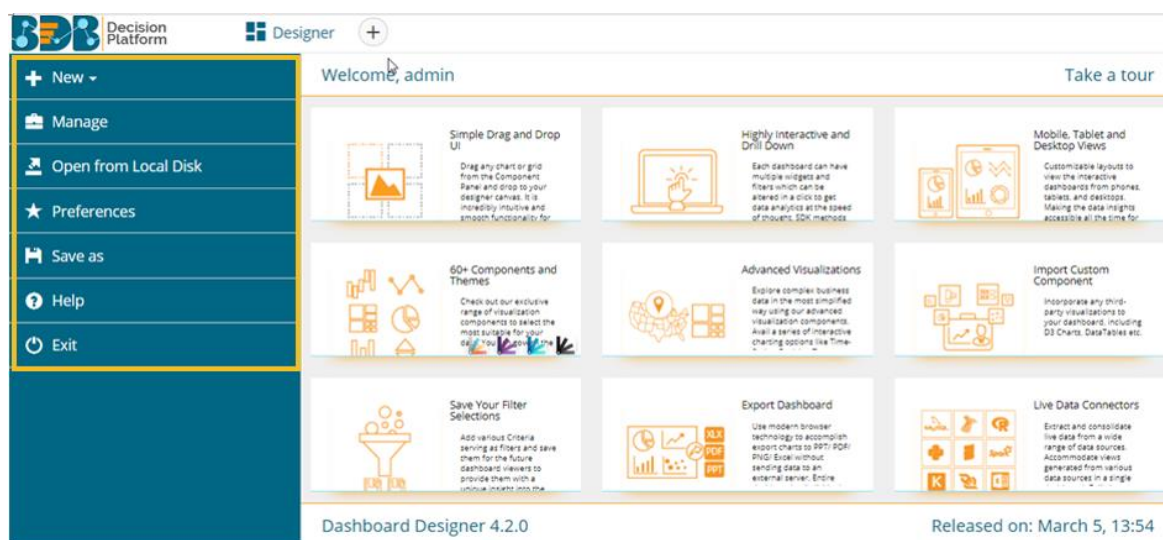 BDB Decision
Platform
Designer
+
New
Manage
Open from Local Disk
Preferences
Save as
Help
Exit
Welcome, admin
Take a tour
Simple Drag and Drop
UI
Drag any chart or grid
from the Component
Panel and drop to your
designer canvas. It is
incredibly intuitive and
smooth functionality for
Highly Interactive and
Drill Down
Each dashboard can have
multiple widgets and
filters which can be
altered in a click to get
data analytics at the speed
of thought. SDK methods
Mobile, Tablet and
Desktop Views
Customizable layouts to
view the interactive
dashboards from phones,
tablets, and desktops.
Making the data insights
accessible all the time for
60+ Components and
Themes
Check out our exclusive
range of visualization
components to select the
most suitable for your
Advanced Visualizations
Explore complex business
data in the most simplified
way using our advanced
visualization components.
Avail a series of interactive
charting options like Time-
Import Custom
Component
Incorporate any third-
party visualizations to
your dashboard, including
D3 Charts, DataTables etc.
Save Your Filter
Selections
Add various Criteria
serving as filters and save
them for the future
dashboard viewers to
provide them with a
unique insight into the
Export Dashboard
XLX
PDF
PPT
Use modern browser
technology to accomplish
export charts to PPT/ PDF/
PNG/ Excel without
sending data to an
external server. Entire
Live Data Connectors
R
K
Extract and consolidate
live data from a wide
range of data sources.
Accommodate views
generated from various
data sources in a single
Dashboard Designer 4.2.0
Released on: March 5, 13:54